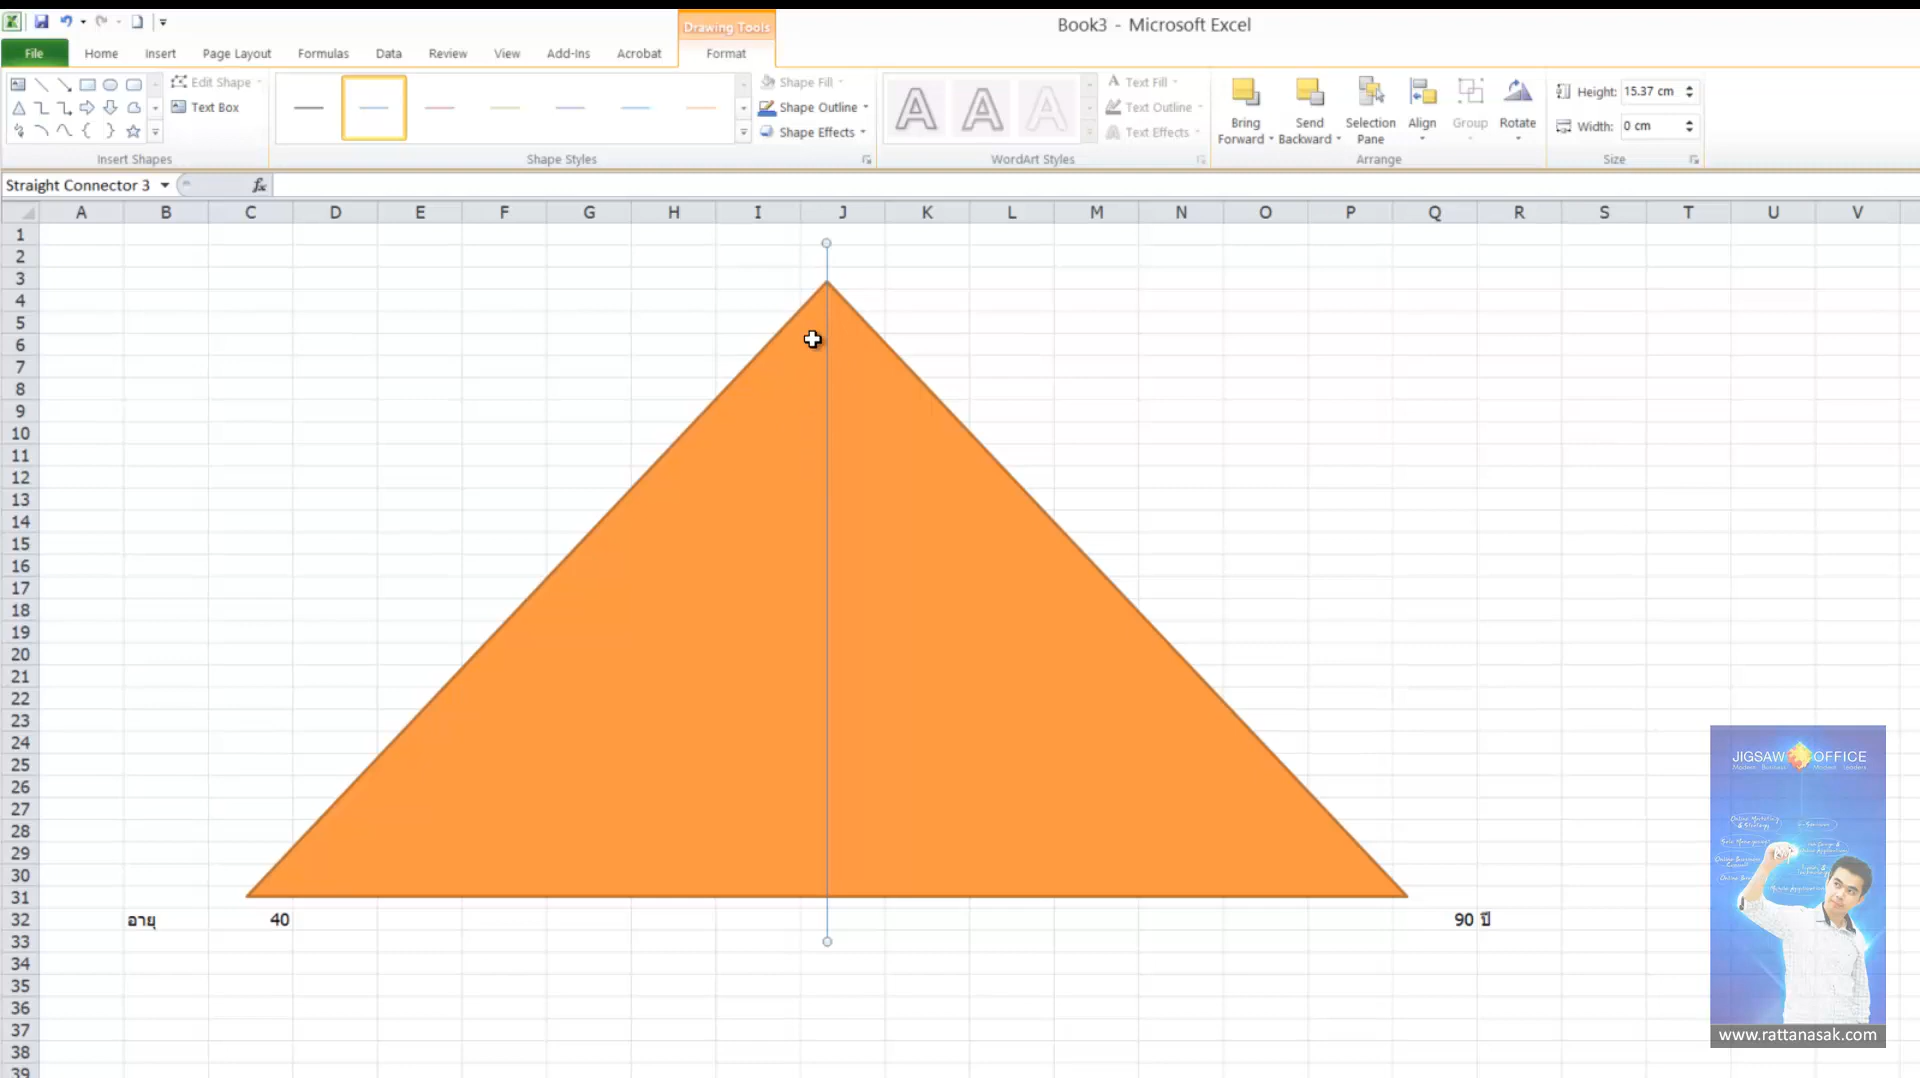 Drawing Tools
Book3 - Microsoft Excel
File Home Insert Page Layout Formulas Data Review View Add-Ins Acrobat Format
Edit Shape
Text Box
Insert Shapes
Shape Fill
Shape Outline
Shape Effects
Shape Styles
A A A
Text Fill
Text Outline
Text Effects
WordArt Styles
Bring Forward
Send Backward
Selection Pane
Align
Group
Rotate
Arrange
Height: 15.37 cm
Width: 0 cm
Size
Straight Connector 3
fx
A B C D E F G H I J K L M N O P Q R S T U V
1
2
3
4
5
6
7
8
9
10
11
12
13
14
15
16
17
18
19
20
21
22
23
24
25
26
27
28
29
30
31
32 อายุ 40 90 ปี
33
34
35
36
37
38
39
JIGSAW OFFICE
www.rattanasak.com